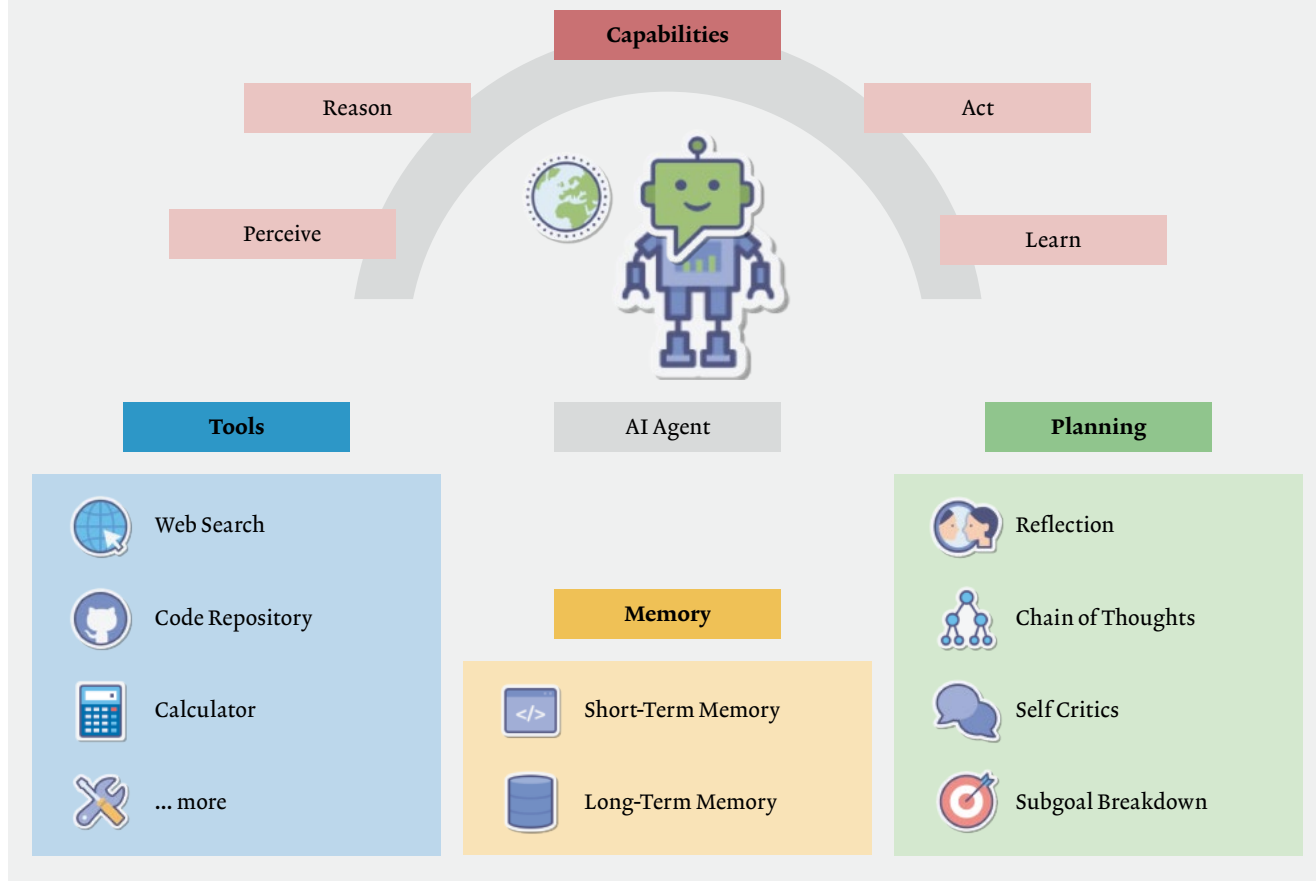 Capabilities
Reason
Act
Perceive
Learn
Tools
AI Agent
Planning
Web Search
Code Repository
Calculator
... more
Memory
Short-Term Memory
Long-Term Memory
Reflection
Chain of Thoughts
Self Critics
Subgoal Breakdown